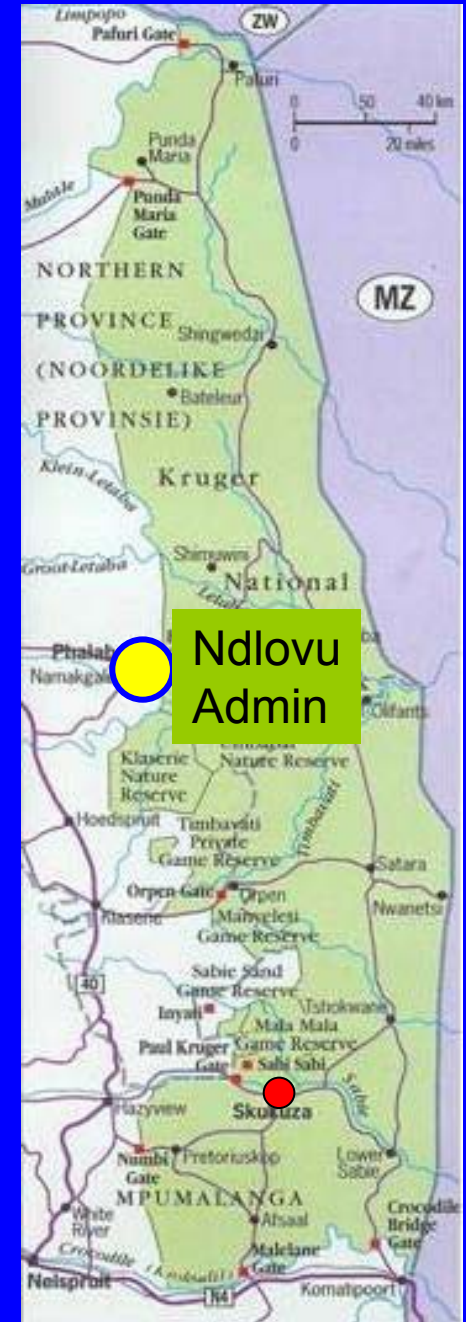 Limpopo
Pafuri Gate
ZW
Pafuri
0 50 40 km
0 20 miles
Punda
Maria
Punda
Maria
Gate
NORTHERN
PROVINCE
(NOORDELIKE
PROVINSIE)
MZ
Shingwedzi
Bateleur
Klein-Letaba
Kruger
Shimuwini
Groot-Letaba
National
Phalab
Namakgale
Ndlovu
Admin
Olifants
Klaserie
Nature
Reserve
Nature Reserve
Hoedspruit
Timbavati
Private
Game Reserve
Timbavati
Satara
Orpen Gate
Orpen
Nwanetsi
Klaserie
Manyeleti
Game Reserve
Sabie Sand
Game Reserve
40
Inyati
Tshokwane
Mala Mala
Game Reserve
Paul Kruger
Gate
Sabi Sabi
Sabie
Skukuza
Hazyview
Numbi
Gate
Pretoriuskop
Lower
Sabie
MPUMALANGA
White
River
Afsaal
Crocodile
Bridge
Gate
Crocodile
Malelane
Gate
Nelspruit
N4
Komatipoort